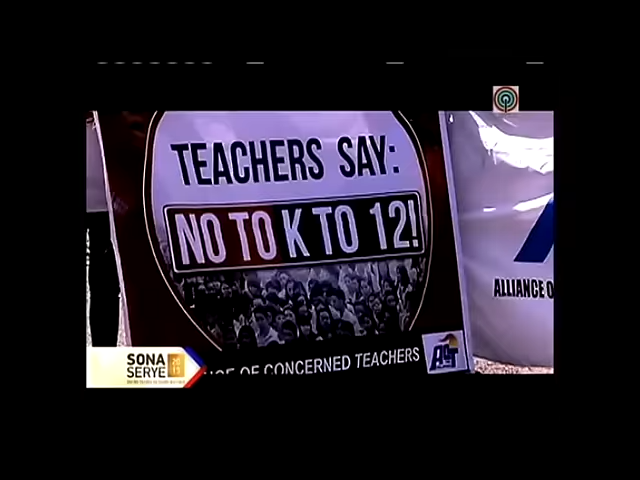 TEACHERS SAY:
NO TO K TO 12!
OF CONCERNED TEACHERS
ACT
ALLIANCE O
SONA
SERYE